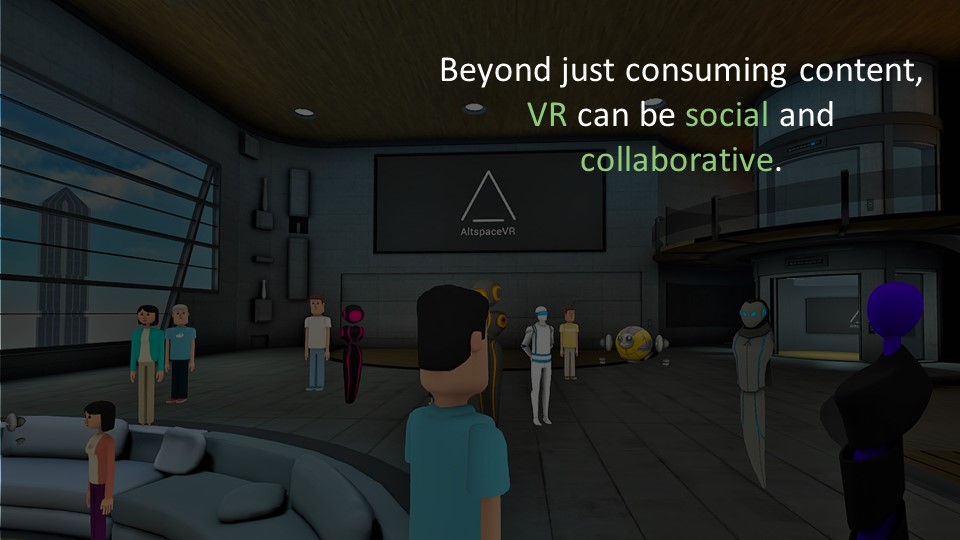 Beyond just consuming content,
VR can be social and
collaborative.
AltspaceVR